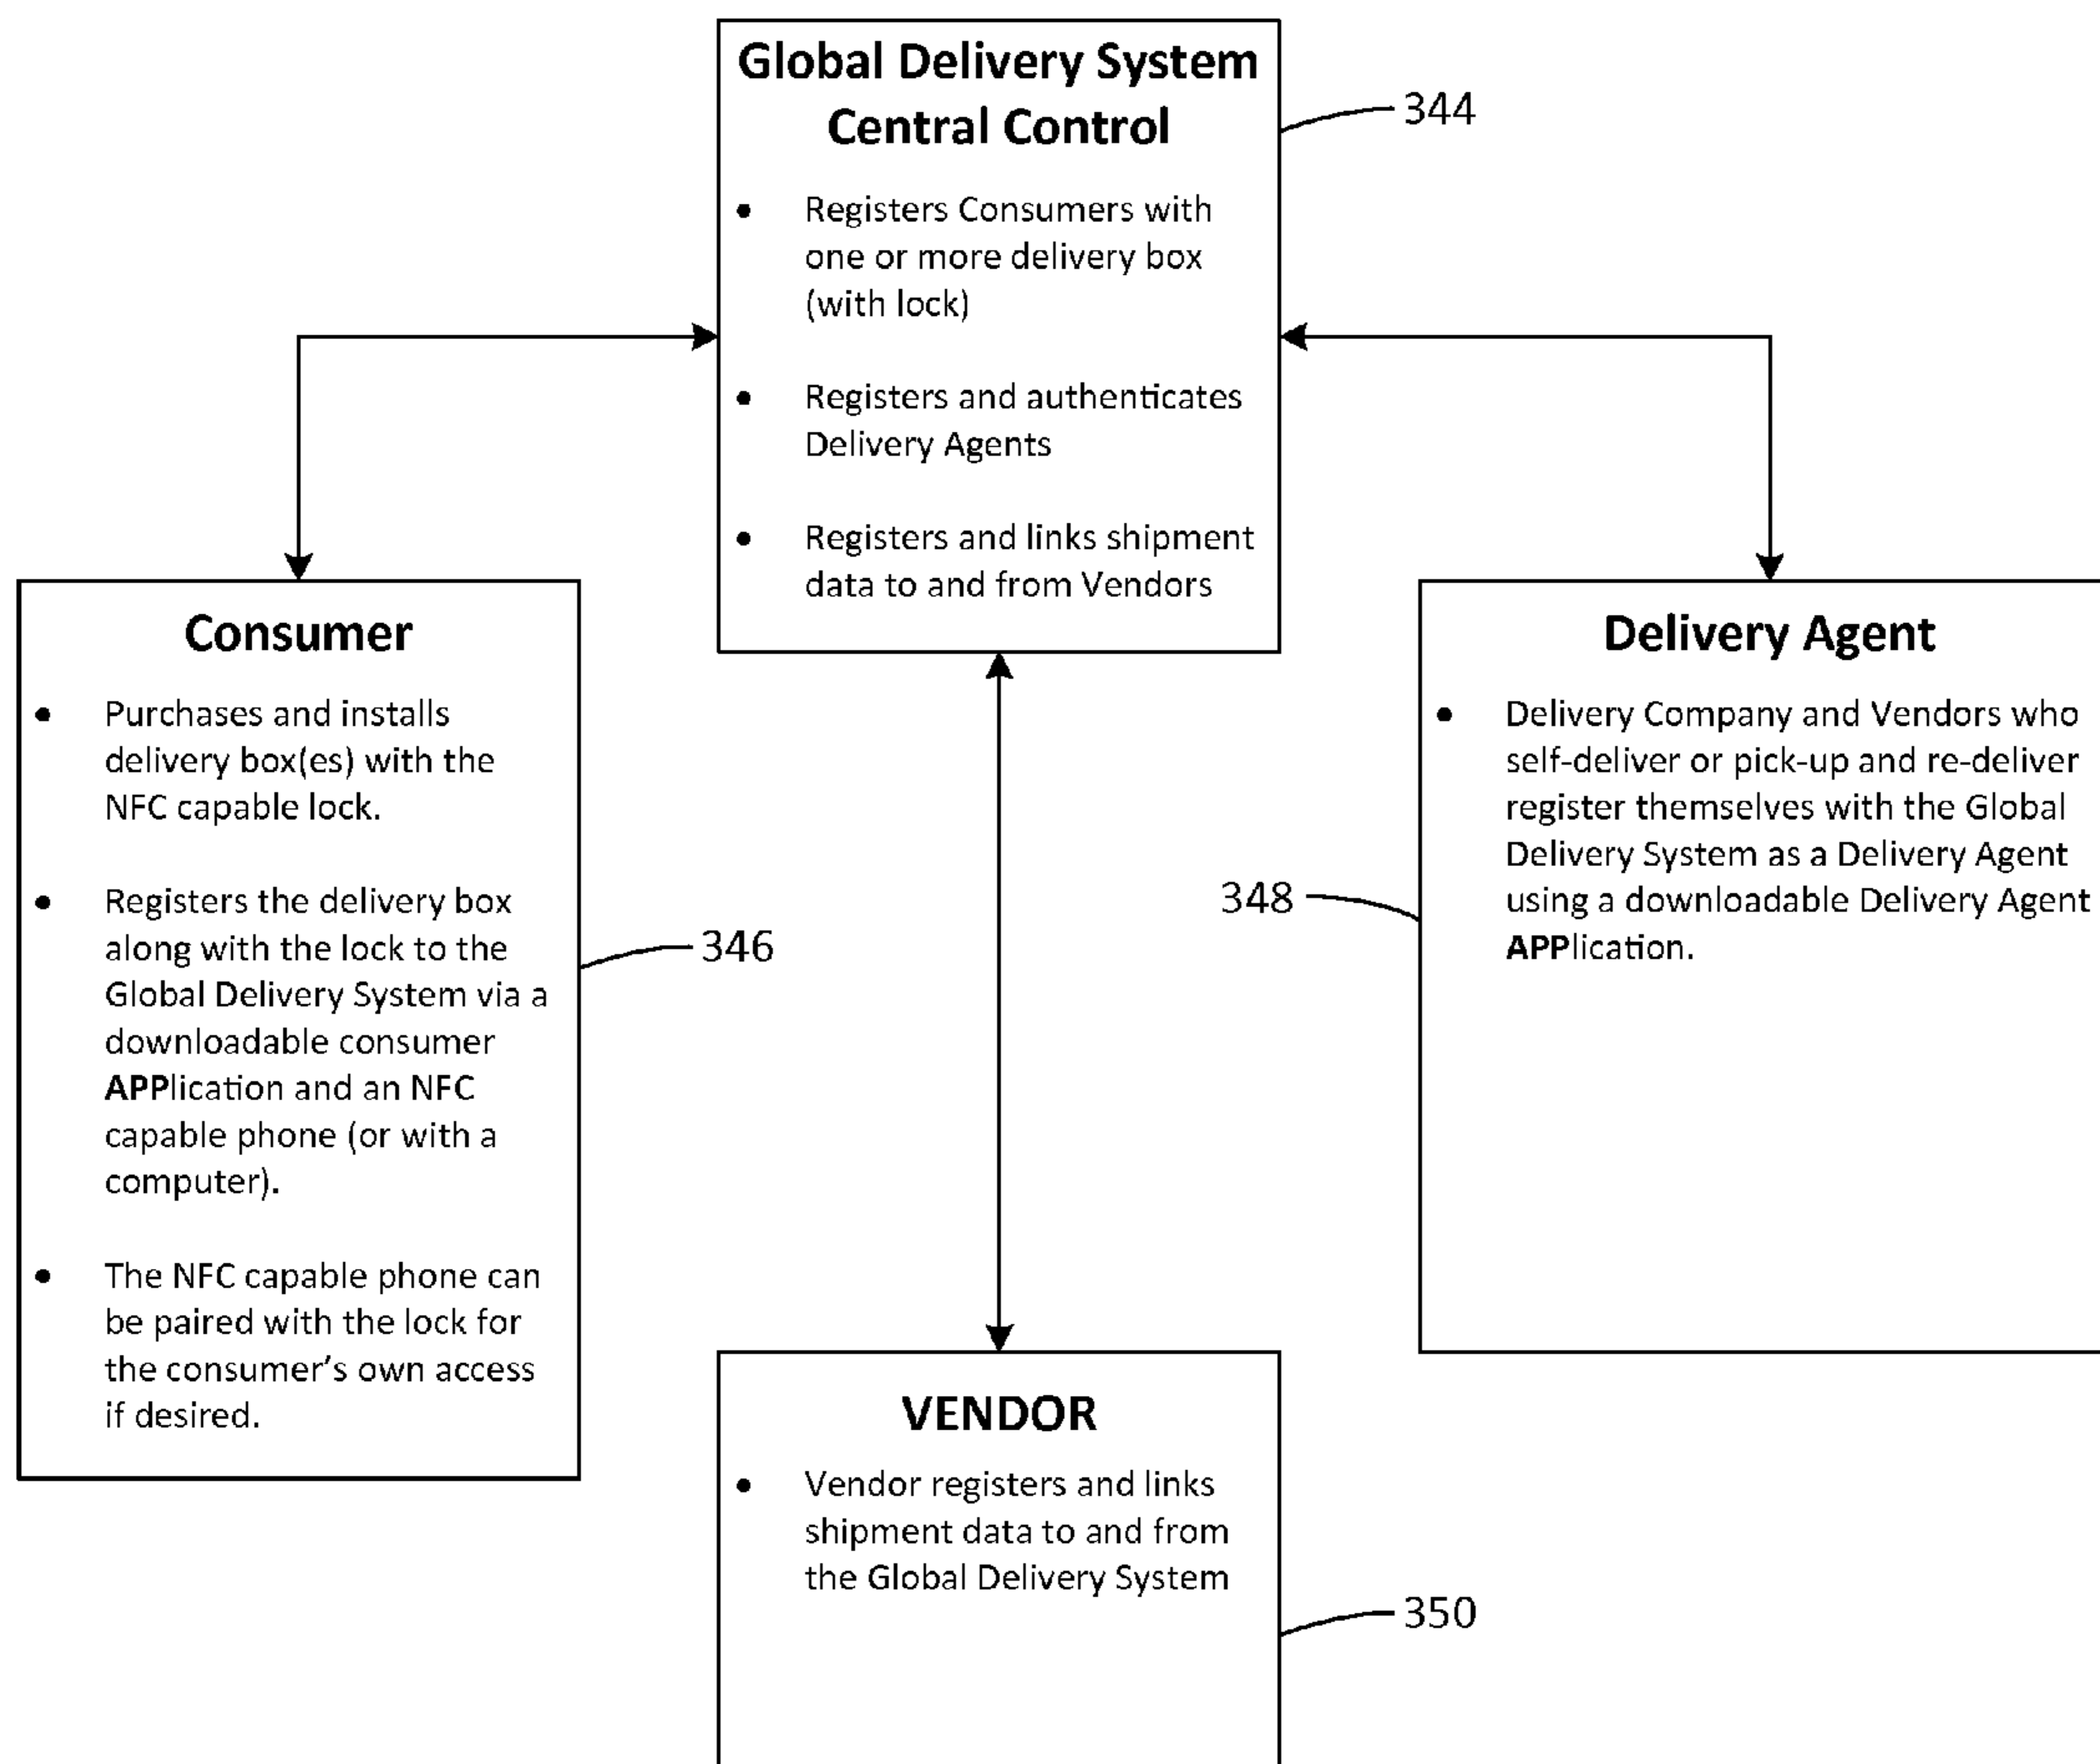 Global Delivery System
Central Control
344
• Registers Consumers with
one or more delivery box
(with lock)
• Registers and authenticates
Delivery Agents
• Registers and links shipment
data to and from Vendors
Consumer
• Purchases and installs
delivery box(es) with the
NFC capable lock.
• Registers the delivery box
along with the lock to the
Global Delivery System via a
downloadable consumer
APPlication and an NFC
capable phone (or with a
computer).
• The NFC capable phone can
be paired with the lock for
the consumer's own access
if desired.
346
Delivery Agent
• Delivery Company and Vendors who
self-deliver or pick-up and re-deliver
register themselves with the Global
Delivery System as a Delivery Agent
using a downloadable Delivery Agent
APPlication.
348
VENDOR
• Vendor registers and links
shipment data to and from
the Global Delivery System
350